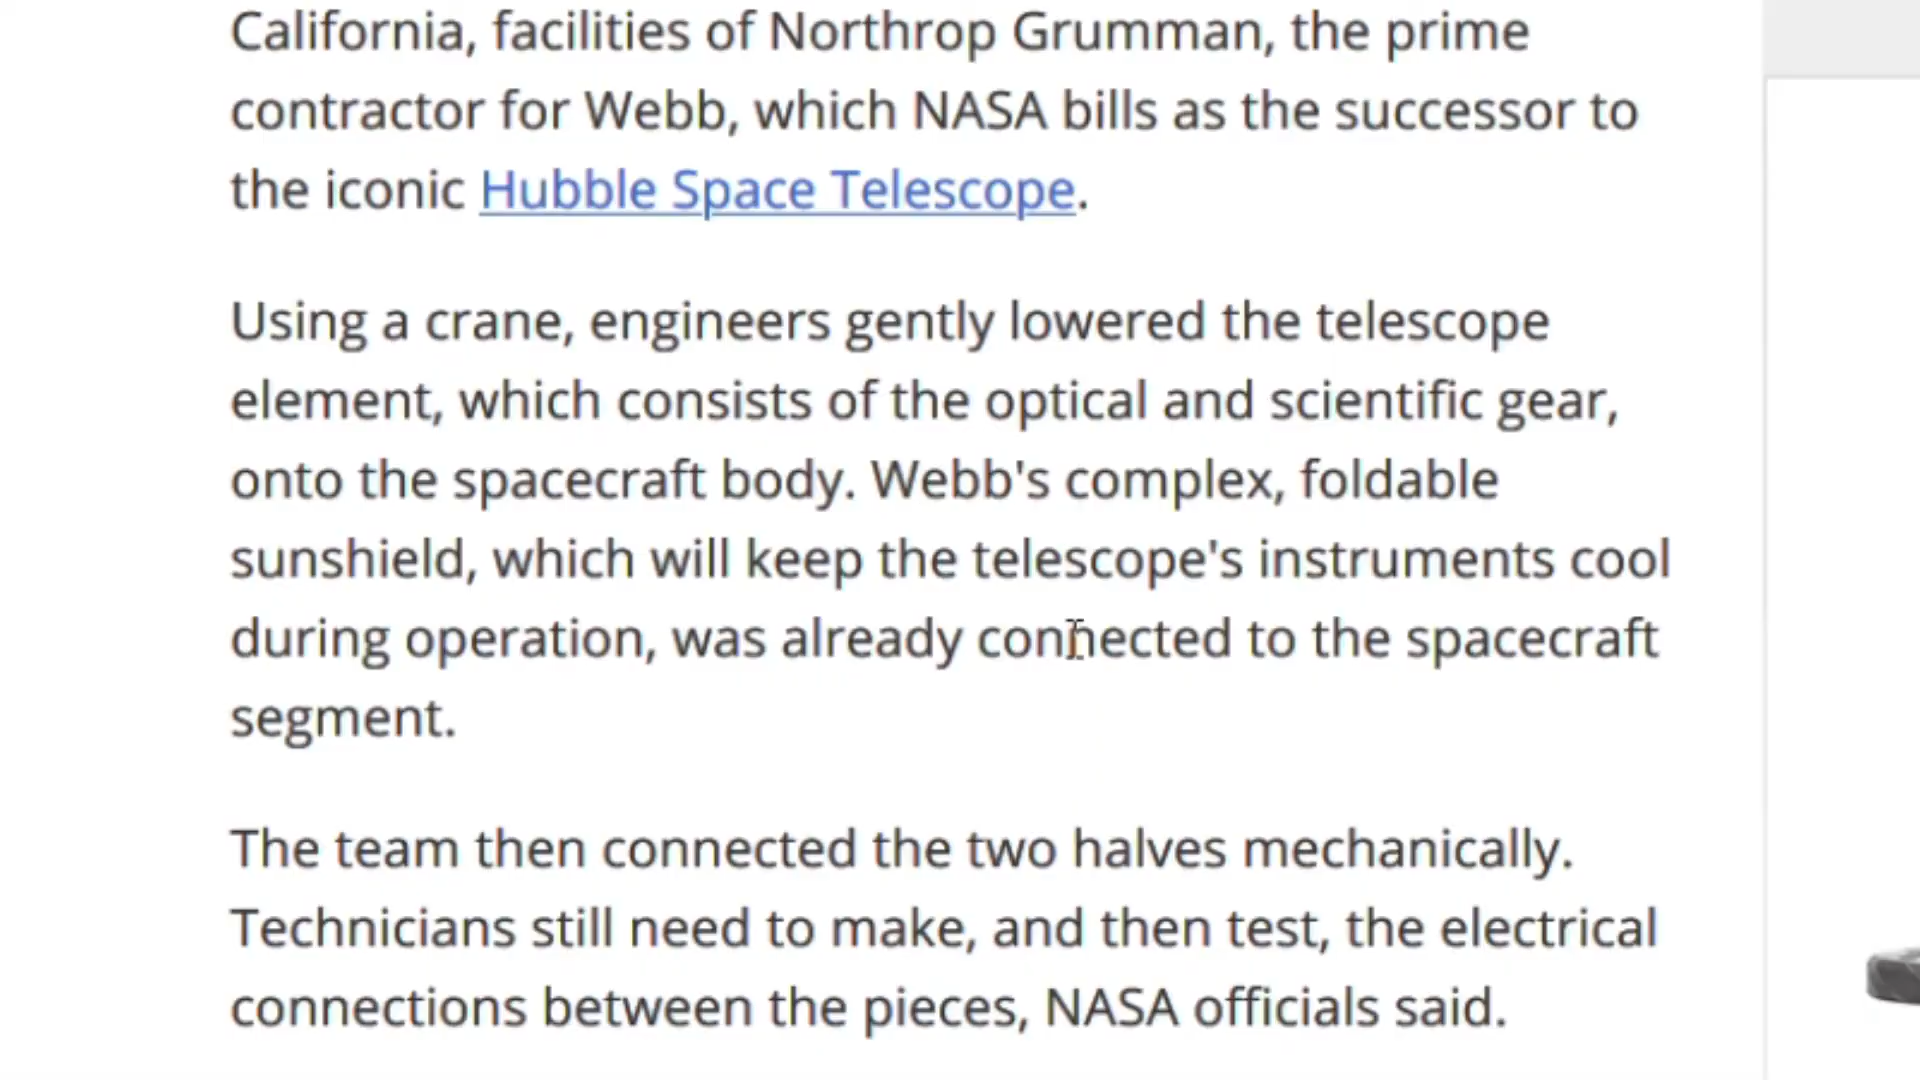 California, facilities of Northrop Grumman, the prime
contractor for Webb, which NASA bills as the successor to
the iconic Hubble Space Telescope.
Using a crane, engineers gently lowered the telescope
element, which consists of the optical and scientific gear,
onto the spacecraft body. Webb's complex, foldable
sunshield, which will keep the telescope's instruments cool
during operation, was already connected to the spacecraft
segment.
The team then connected the two halves mechanically.
Technicians still need to make, and then test, the electrical
connections between the pieces, NASA officials said.